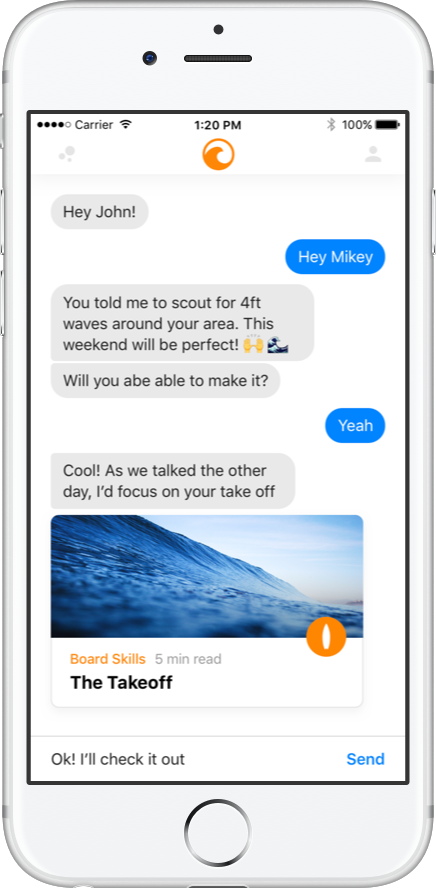 Carrier 1:20 PM 100%
Hey John!
Hey Mikey
You told me to scout for 4ft
waves around your area. This
weekend will be perfect! 🙌 🌊
Will you abe able to make it?
Yeah
Cool! As we talked the other
day, I’d focus on your take off
Board Skills 5 min read
The Takeoff
Ok! I’ll check it out Send